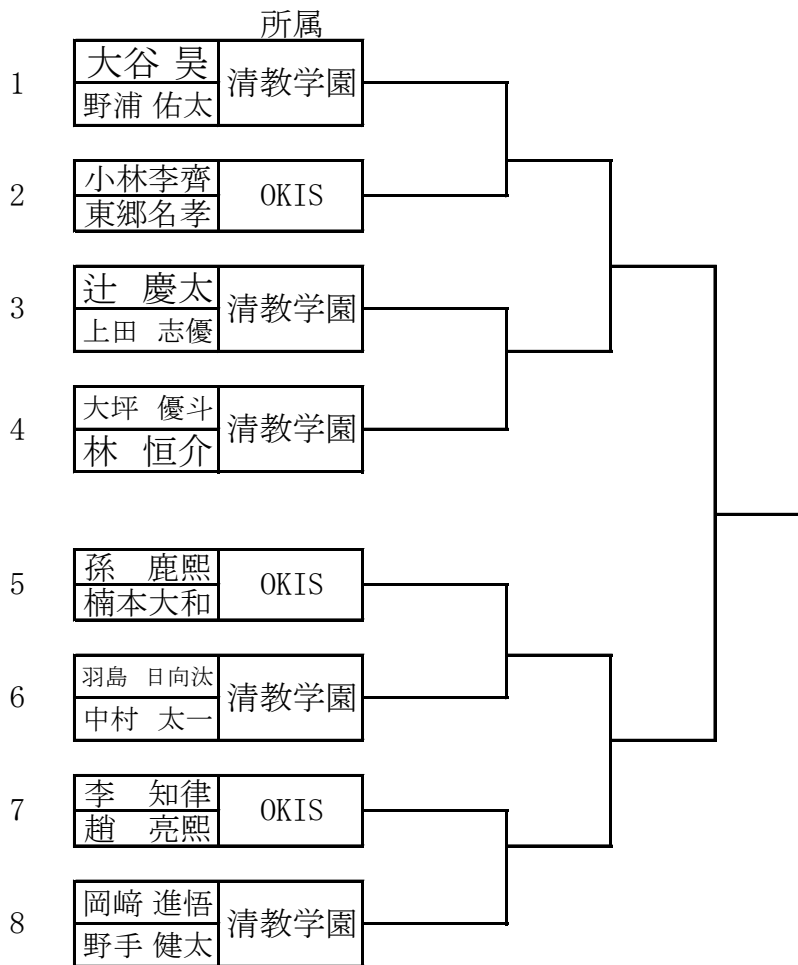 所属
1 大谷 昊 清教学園
野浦 佑太
2 小林李齊 OKIS
東郷名孝
3 辻 慶太 清教学園
上田 志優
4 大坪 優斗 清教学園
林 恒介
5 孫 鹿熙 OKIS
楠本大和
6 羽島 日向汰 清教学園
中村 太一
7 李 知律 OKIS
趙 亮熙
8 岡﨑 進悟 清教学園
野手 健太